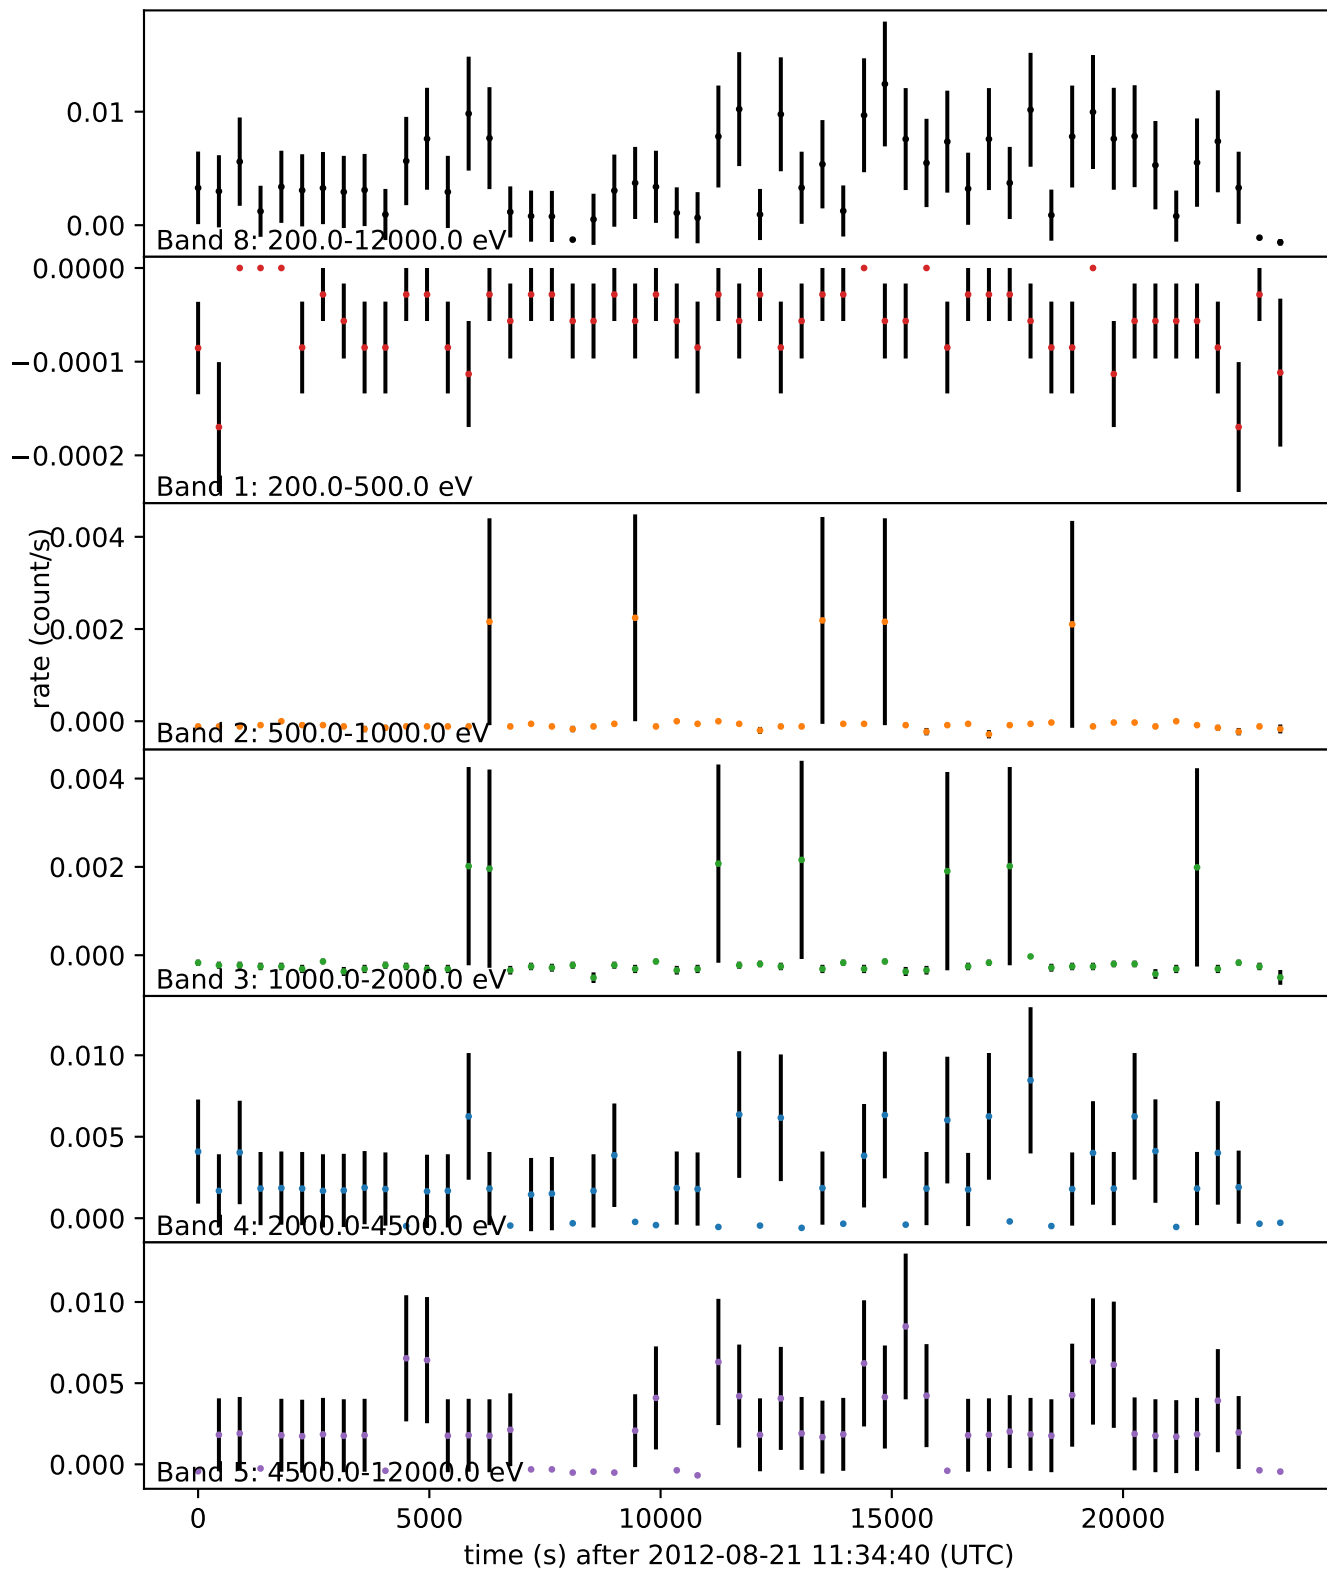 0.01
0.00
Band 8: 200.0-12000.0 eV
0.0000
−0.0001
−0.0002
Band 1: 200.0-500.0 eV
rate (count/s)
0.004
0.002
0.000
Band 2: 500.0-1000.0 eV
0.004
0.002
0.000
Band 3: 1000.0-2000.0 eV
0.010
0.005
0.000
Band 4: 2000.0-4500.0 eV
0.010
0.005
0.000
Band 5: 4500.0-12000.0 eV
0 5000 10000 15000 20000
time (s) after 2012-08-21 11:34:40 (UTC)